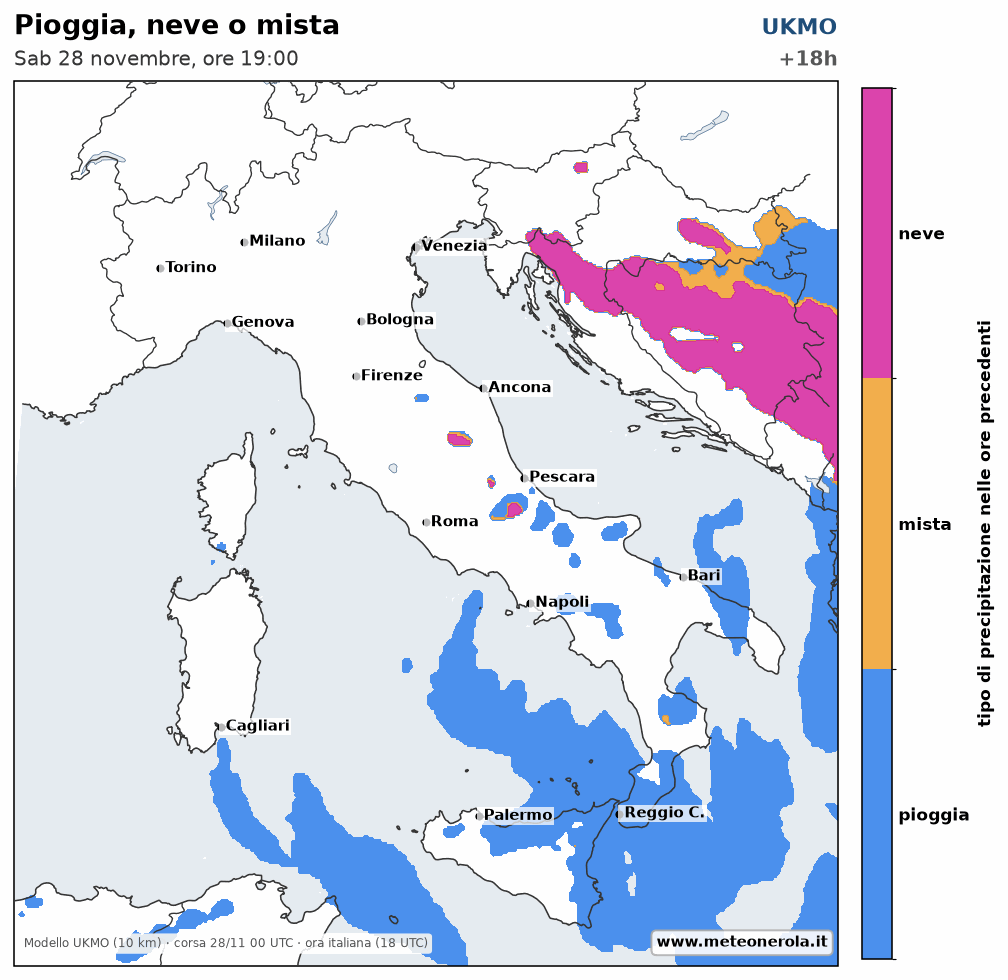 Pioggia, neve o mista
UKMO
Sab 28 novembre, ore 19:00
+18h
neve
Milano
Venezia
Torino
Genova
Bologna
Firenze
Ancona
Pescara
Roma
mista
Bari
Napoli
Cagliari
Palermo
Reggio C.
pioggia
tipo di precipitazione nelle ore precedenti
Modello UKMO (10 km) · corsa 28/11 00 UTC · ora italiana (18 UTC)
www.meteonerola.it